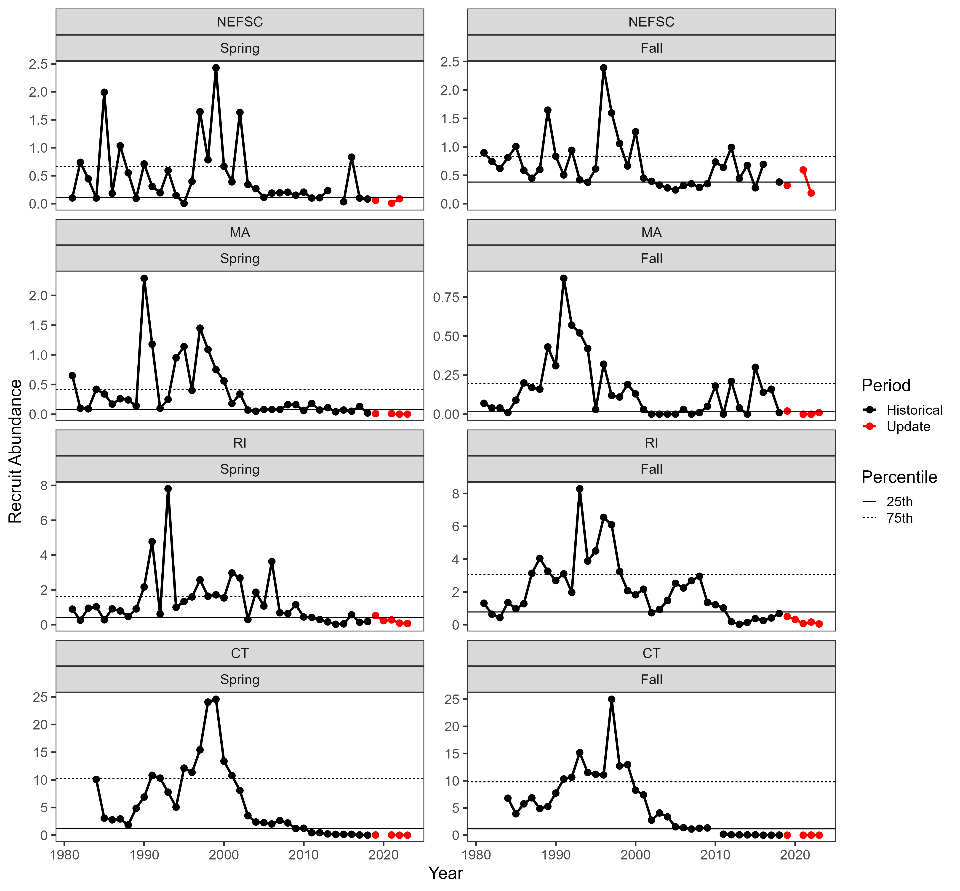 NEFSC
Spring
2.5
2.0
1.5
1.0
0.5
0.0
NEFSC
Fall
2.5
2.0
1.5
1.0
0.5
0.0
MA
Spring
2.0
1.5
1.0
0.5
0.0
MA
Fall
0.75
0.50
0.25
0.00
RI
Spring
8
6
4
2
0
RI
Fall
8
6
4
2
0
CT
Spring
25
20
15
10
5
0
1980 1990 2000 2010 2020
CT
Fall
25
20
15
10
5
0
1980 1990 2000 2010 2020
Recruit Abundance
Year
Period
Historical
Update
Percentile
25th
75th